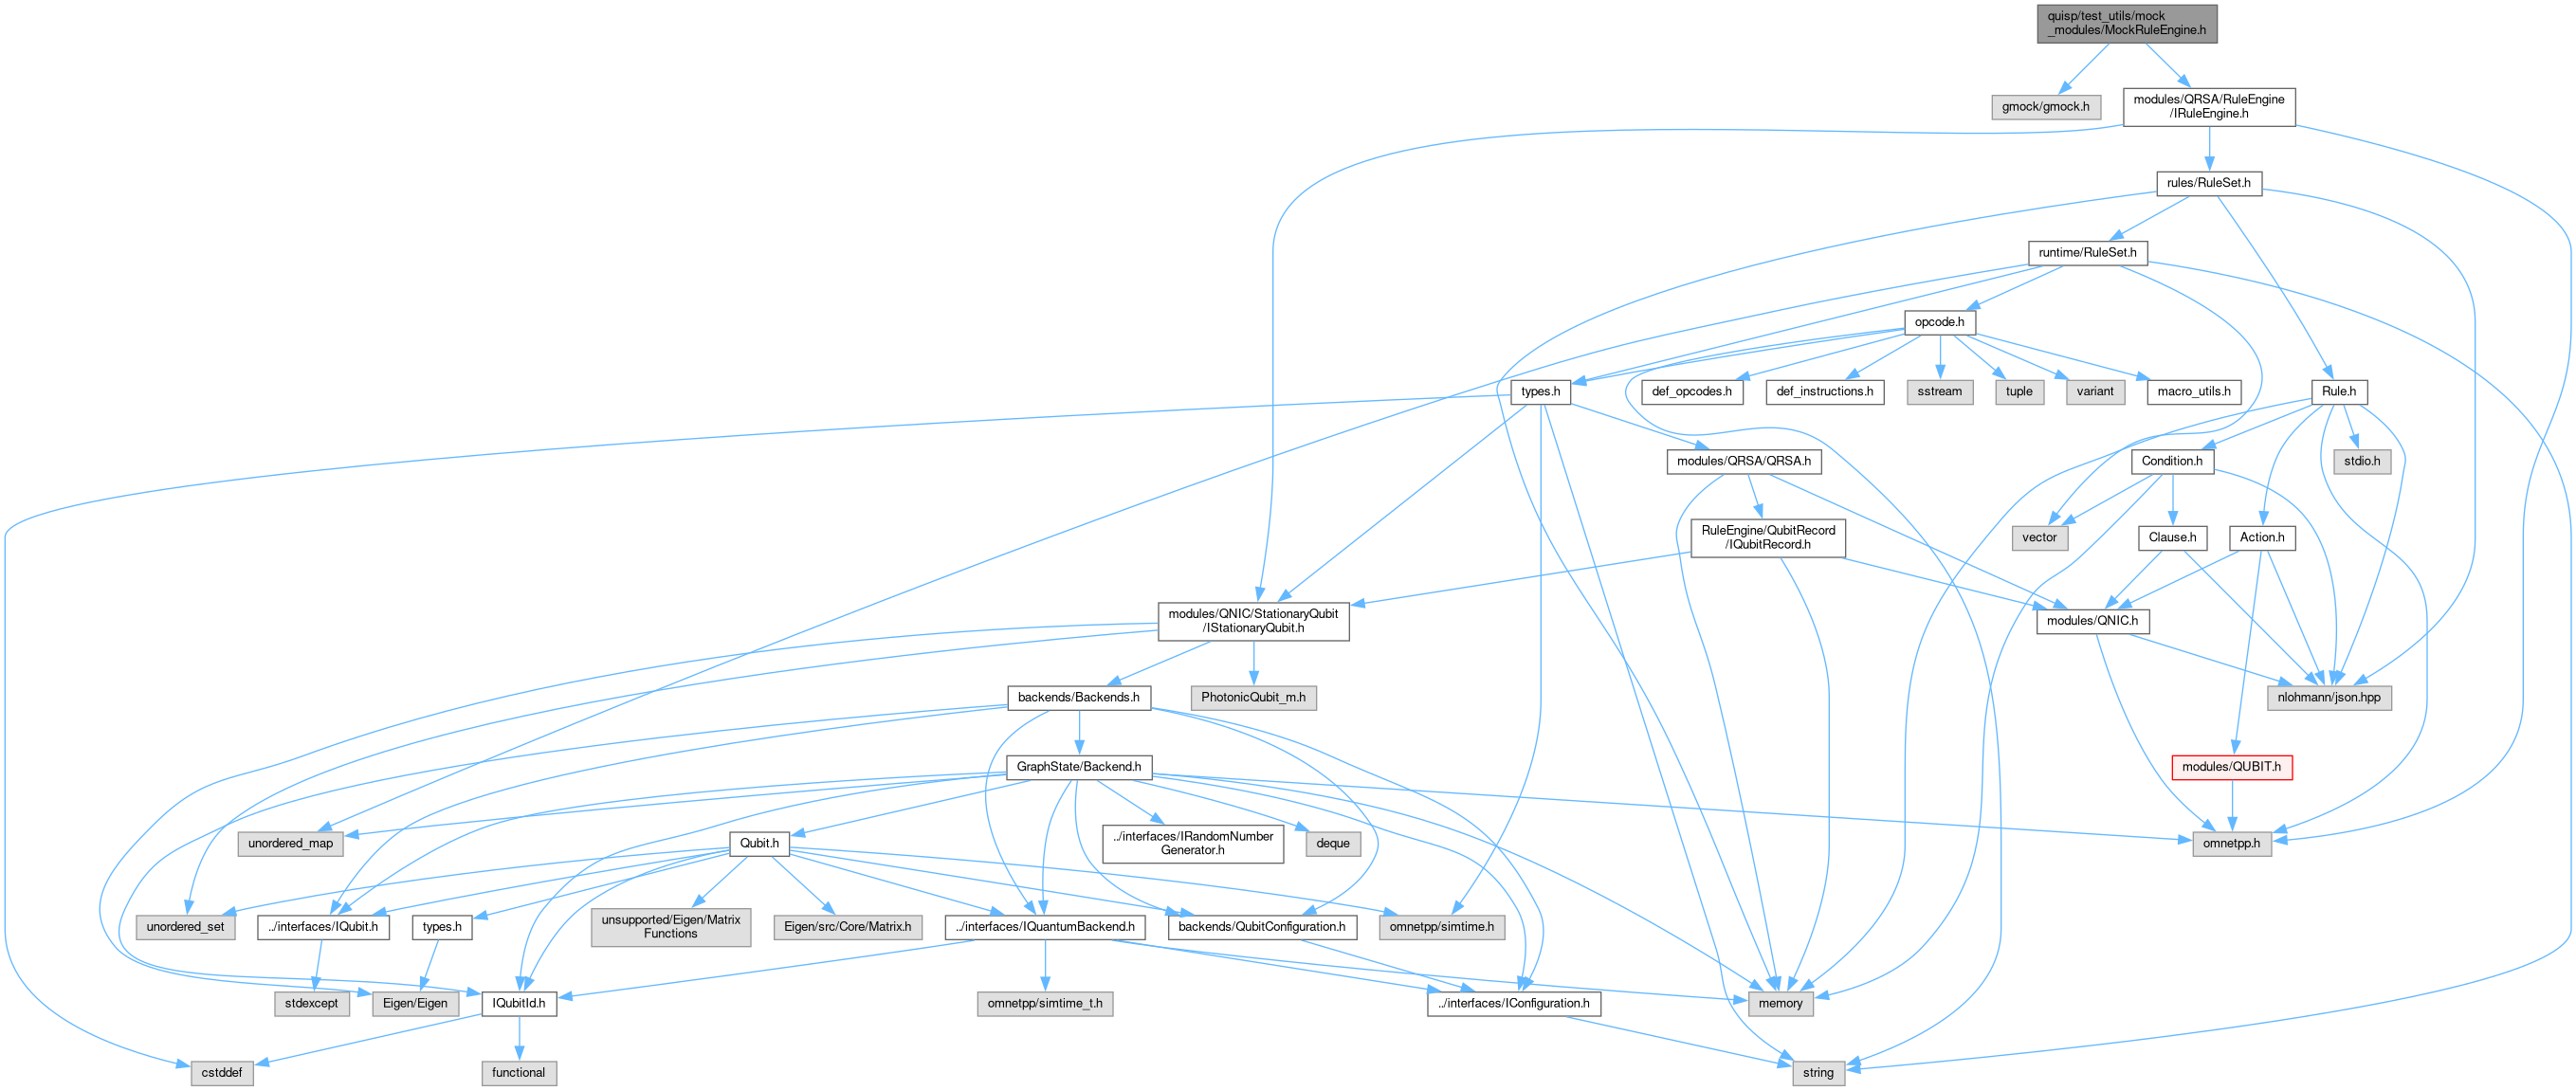 quisp/test_utils/mock
_modules/MockRuleEngine.h
gmock/gmock.h
modules/QRSA/RuleEngine
/IRuleEngine.h
rules/RuleSet.h
runtime/RuleSet.h
opcode.h
types.h
def_opcodes.h
def_instructions.h
sstream
tuple
variant
macro_utils.h
Rule.h
modules/QRSA/QRSA.h
Condition.h
stdio.h
RuleEngine/QubitRecord
/IQubitRecord.h
vector
Clause.h
Action.h
modules/QNIC/StationaryQubit
/IStationaryQubit.h
modules/QNIC.h
backends/Backends.h
PhotonicQubit_m.h
nlohmann/json.hpp
GraphState/Backend.h
modules/QUBIT.h
unordered_map
Qubit.h
../interfaces/IRandomNumber
Generator.h
deque
omnetpp.h
unordered_set
../interfaces/IQubit.h
types.h
unsupported/Eigen/Matrix
Functions
Eigen/src/Core/Matrix.h
../interfaces/IQuantumBackend.h
backends/QubitConfiguration.h
omnetpp/simtime.h
stdexcept
Eigen/Eigen
IQubitId.h
omnetpp/simtime_t.h
../interfaces/IConfiguration.h
memory
cstddef
functional
string